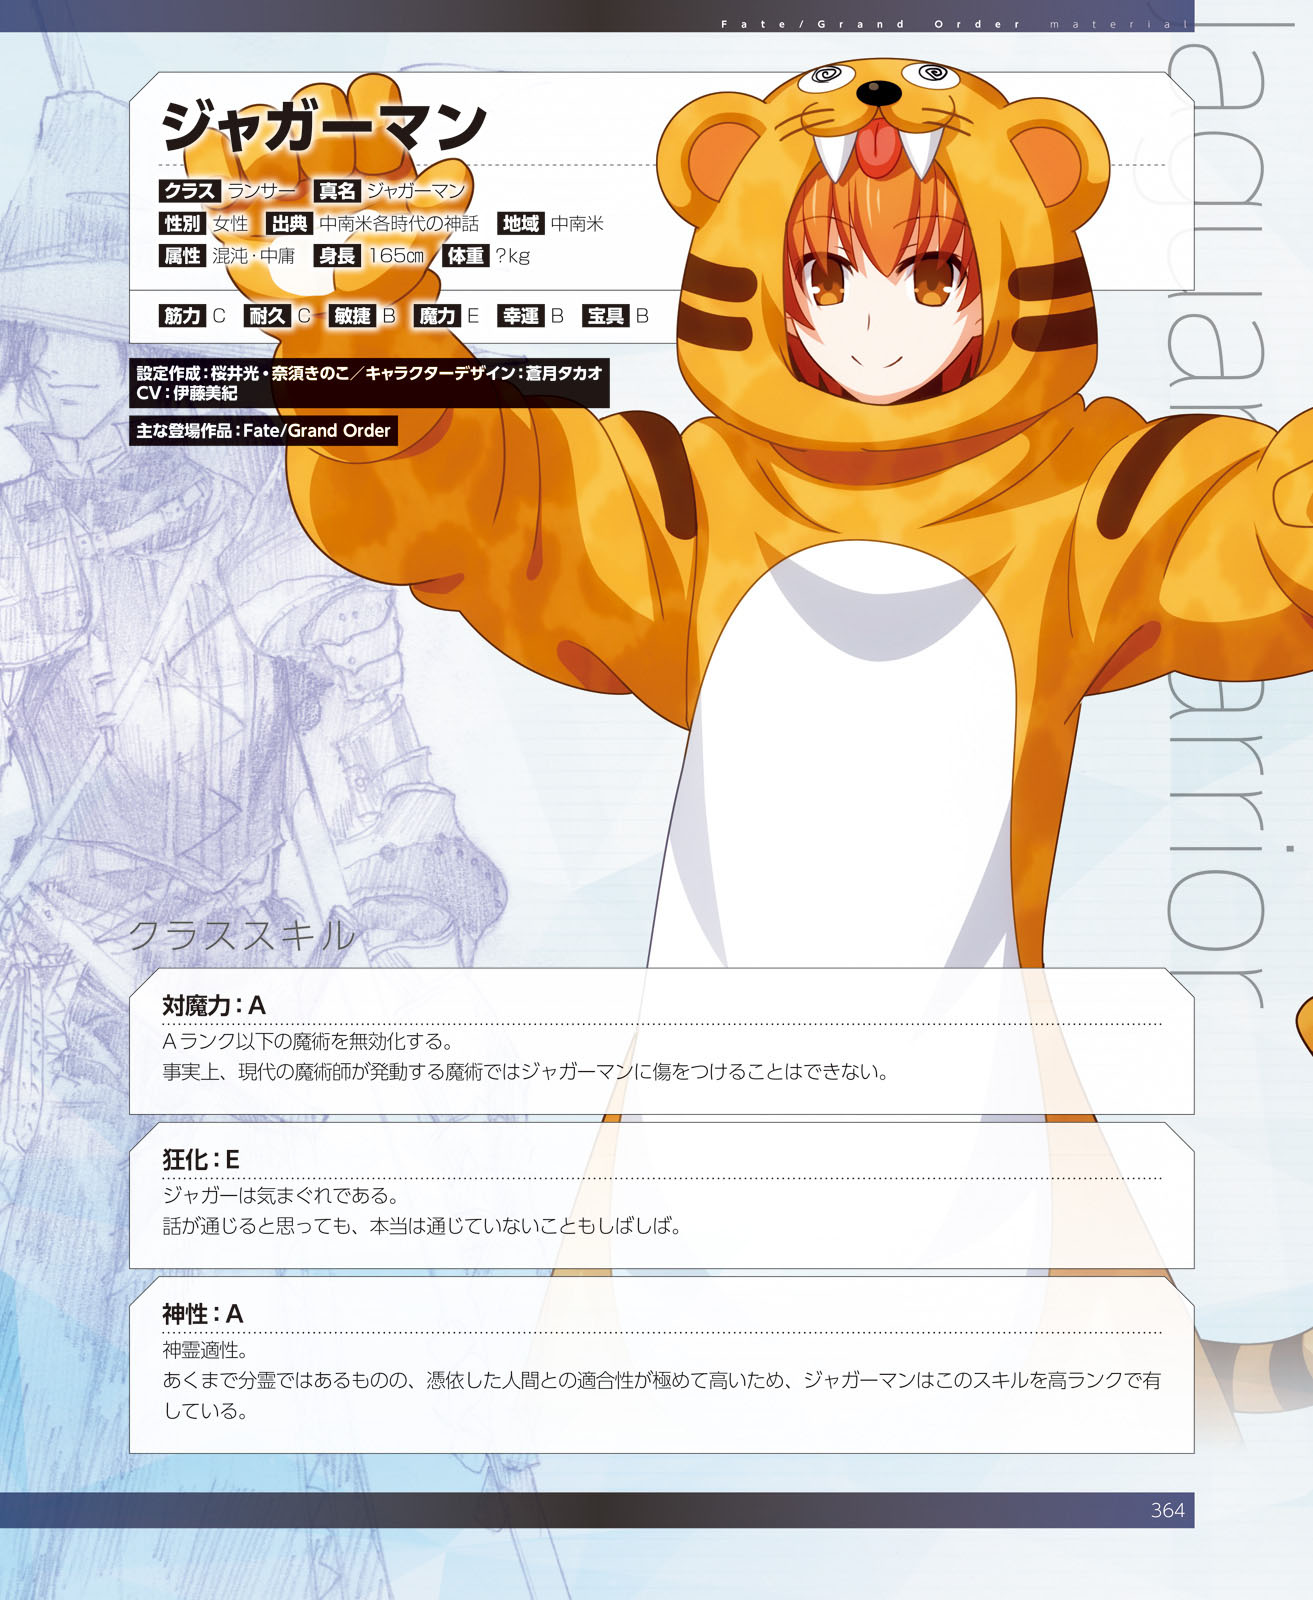 Fate/Grand Order material
ジャガーマン
クラス ランサー 真名 ジャガーマン
性別 女性 出典 中南米各時代の神話 地域 中南米
属性 混沌・中庸 身長 165㎝ 体重 ?kg
筋力 C 耐久 C 敏捷 B 魔力 E 幸運 B 宝具 B
設定作成：桜井光・奈須きのこ／キャラクターデザイン：蒼月タカオ
CV：伊藤美紀
主な登場作品：Fate/Grand Order
クラススキル
対魔力：A
Aランク以下の魔術を無効化する。
事実上、現代の魔術師が発動する魔術ではジャガーマンに傷をつけることはできない。
狂化：E
ジャガーは気まぐれである。
話が通じると思っても、本当は通じていないこともしばしば。
神性：A
神霊適性。
あくまで分霊ではあるものの、憑依した人間との適合性が極めて高いため、ジャガーマンはこのスキルを高ランクで有
している。
364